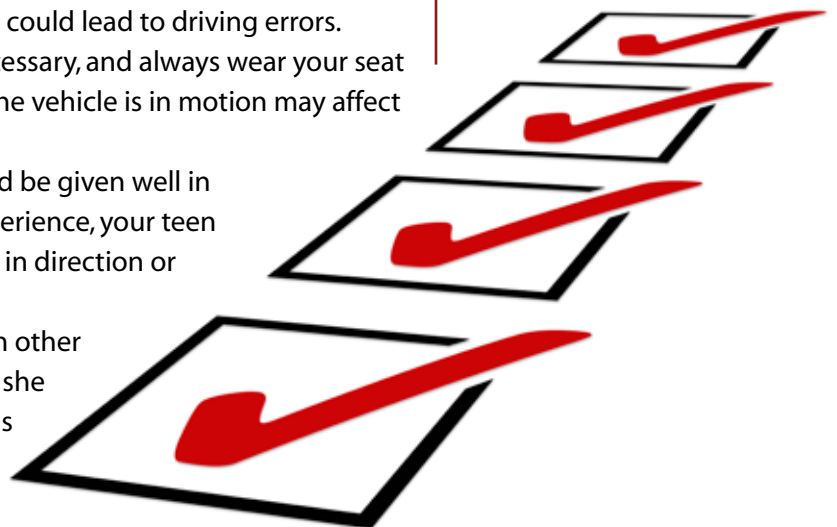 could lead to driving errors.
cessary, and always wear your seat
he vehicle is in motion may affect
d be given well in
erience, your teen
in direction or
n other
she
s